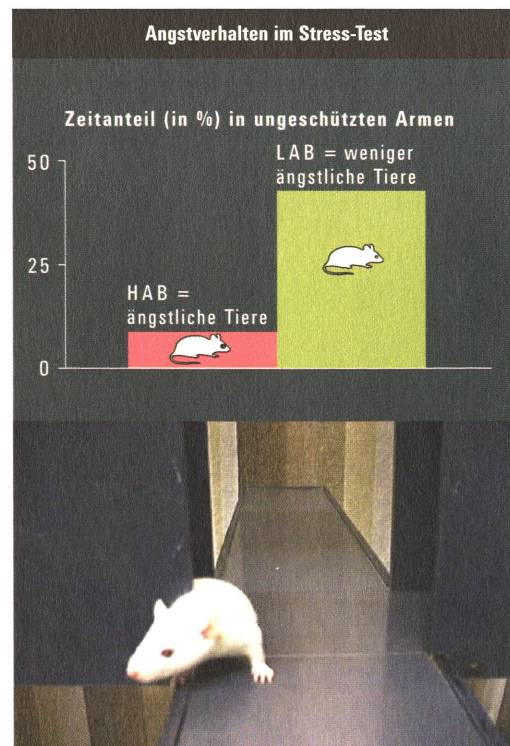 Angstverhalten im Stress-Test
Zeitanteil (in %) in ungeschützten Armen
50
LAB = weniger
ängstliche Tiere
25
HAB =
ängstliche Tiere
0